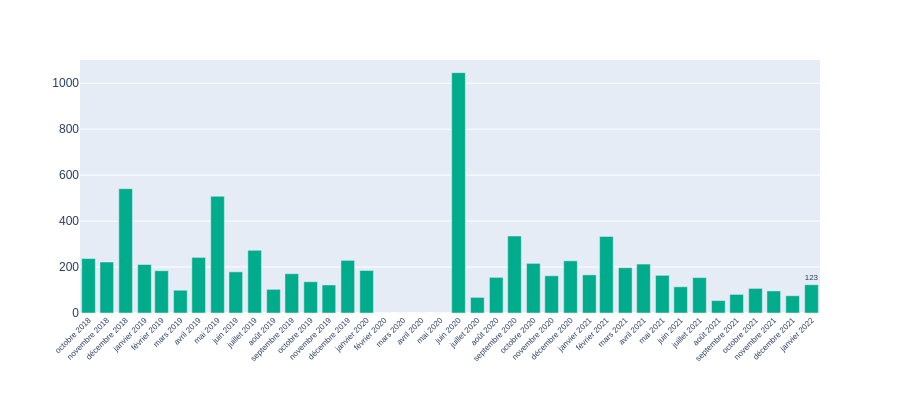 1000
800
600
400
200
0
123
octobre 2018
novembre 2018
décembre 2018
janvier 2019
février 2019
mars 2019
avril 2019
mai 2019
juin 2019
juillet 2019
août 2019
septembre 2019
octobre 2019
novembre 2019
décembre 2019
janvier 2020
février 2020
mars 2020
avril 2020
mai 2020
juin 2020
juillet 2020
août 2020
septembre 2020
octobre 2020
novembre 2020
décembre 2020
janvier 2021
février 2021
mars 2021
avril 2021
mai 2021
juin 2021
juillet 2021
août 2021
septembre 2021
octobre 2021
novembre 2021
décembre 2021
janvier 2022